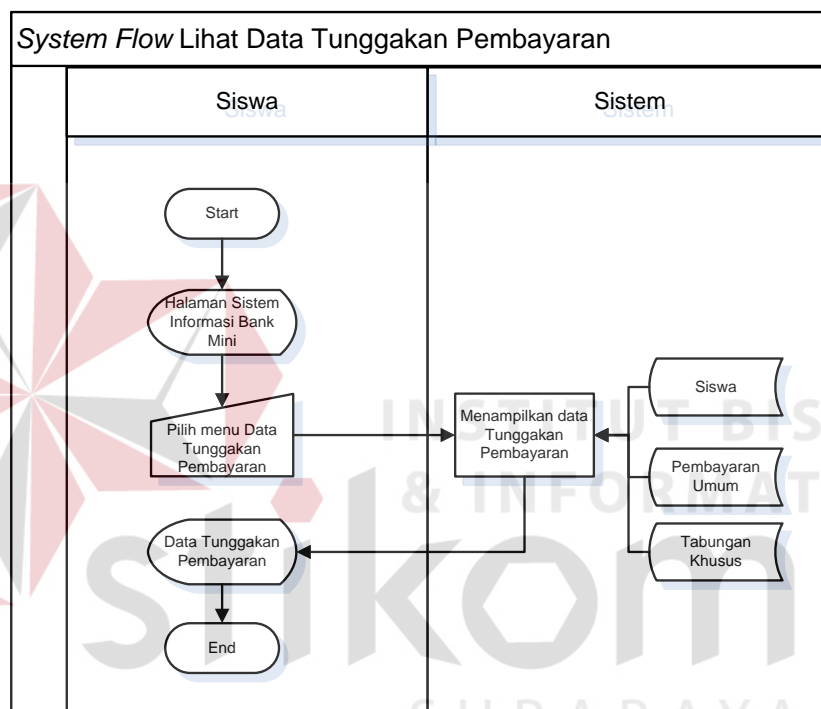 System Flow Lihat Data Tunggakan Pembayaran
Siswa
Sistem
Start
Halaman Sistem
Informasi Bank
Mini
Pilih menu Data
Tunggakan
Pembayaran
Menampilkan data
Tunggakan
Pembayaran
Siswa
Pembayaran
Umum
Tabungan
Khusus
Data Tunggakan
Pembayaran
End
INSTITUT BIS
& INFORMAT
stikom
SURABAYA